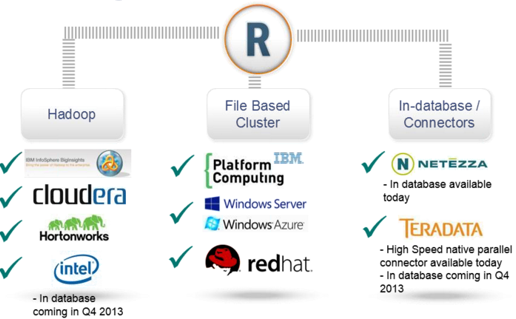 R
Hadoop
IBM InfoSphere BigInsights
cloudera
Hortonworks
intel
- In database
coming in Q4 2013
File Based
Cluster
Platform IBM
Computing
Windows Server
Windows Azure
redhat.
In-database /
Connectors
N NETEZZA
- In database available
today
TERADATA
- High Speed native parallel
connector available today
- In database coming in Q4
2013